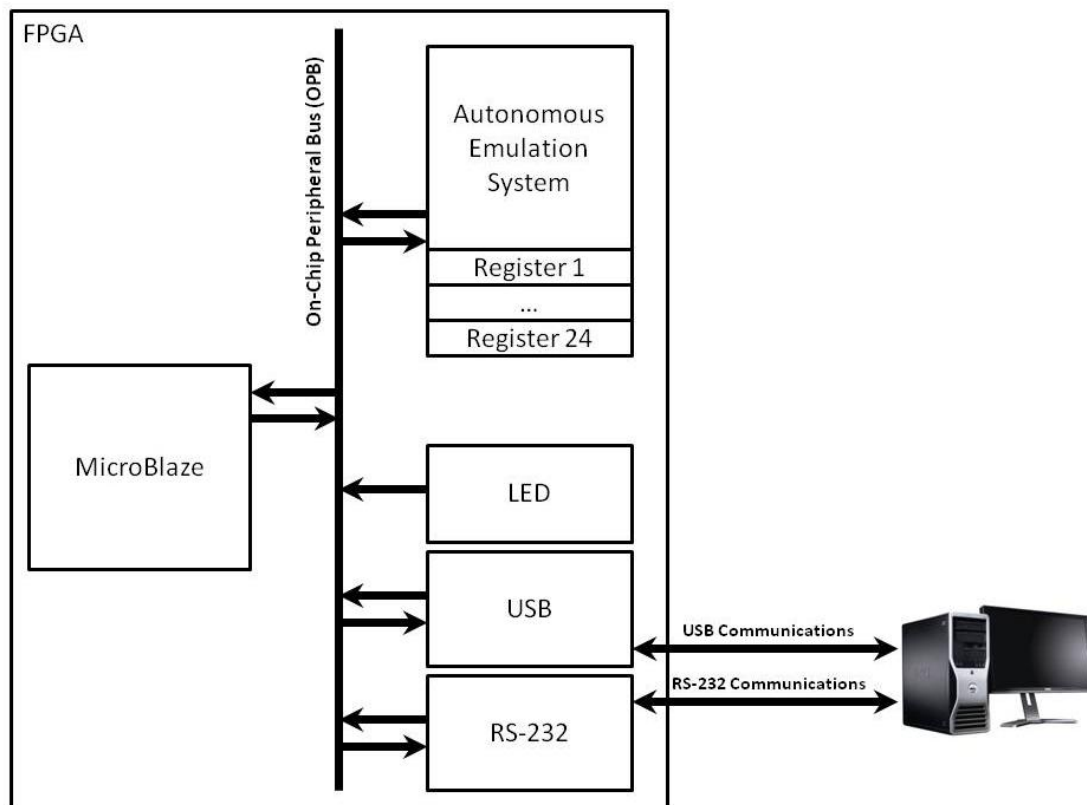 FPGA
On-Chip Peripheral Bus (OPB)
Autonomous
Emulation
System
Register 1
...
Register 24
MicroBlaze
LED
USB
USB Communications
RS-232 Communications
RS-232